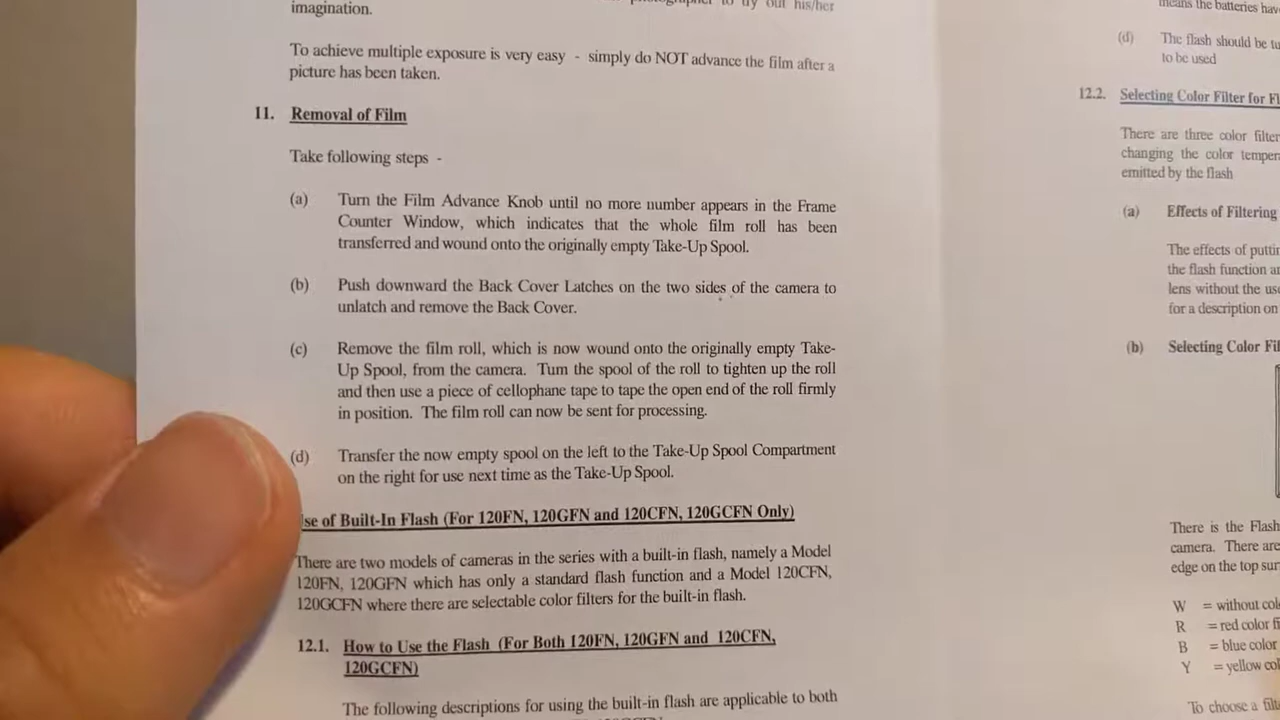 imagination.
to try out his/her
To achieve multiple exposure is very easy - simply do NOT advance the film after a
picture has been taken.
11. Removal of Film
Take following steps -
(a) Turn the Film Advance Knob until no more number appears in the Frame
Counter Window, which indicates that the whole film roll has been
transferred and wound onto the originally empty Take-Up Spool.
(b) Push downward the Back Cover Latches on the two sides of the camera to
unlatch and remove the Back Cover.
(c) Remove the film roll, which is now wound onto the originally empty Take-
Up Spool, from the camera. Tum the spool of the roll to tighten up the roll
and then use a piece of cellophane tape to tape the open end of the roll firmly
in position. The film roll can now be sent for processing.
(d) Transfer the now empty spool on the left to the Take-Up Spool Compartment
on the right for use next time as the Take-Up Spool.
se of Built-In Flash (For 120FN, 120GFN and 120CFN, 120GCFN Only)
There are two models of cameras in the series with a built-in flash, namely a Model
120FN, 120GFN which has only a standard flash function and a Model 120CFN,
120GCFN where there are selectable color filters for the built-in flash.
12.1. How to Use the Flash (For Both 120FN, 120GFN and 120CFN,
120GCFN)
The following descriptions for using the built-in flash are applicable to both
means the batteries hav
(d) The flash should be tu
to be used
12.2. Selecting Color Filter for Fl
There are three color filter
changing the color temper
emitted by the flash
(a) Effects of Filtering
The effects of puttin
the flash function an
lens without the use
for a description on
(b) Selecting Color Fil
There is the Flash
camera. There are
edge on the top sur
W = without col
R = red color fi
B = blue color
Y = yellow col
To choose a filt